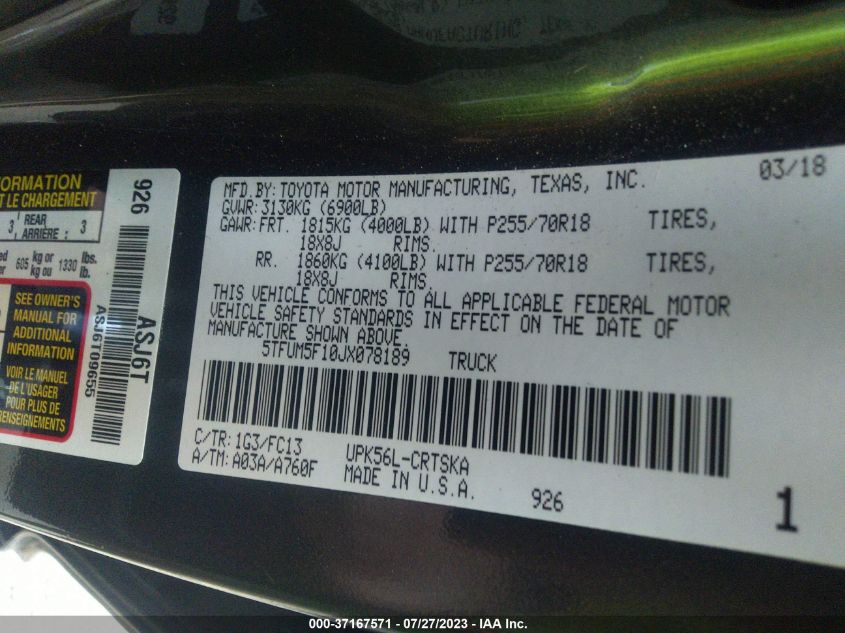 FORMATION
T LE CHARGEMENT
3 REAR ARRIÈRE : 3
605 kg or kg ou 1330 lbs. lb.
SEE OWNER'S
MANUAL FOR
ADDITIONAL
INFORMATION
VOIR LE MANUEL
DE L'USAGER
POUR PLUS DE
RENSEIGNEMENTS
926
ASJ6T
ASJ6T09655
MFD.BY:TOYOTA MOTOR MANUFACTURING, TEXAS, INC. 03/18
GVWR:3130KG (6900LB)
GAWR:FRT. 1815KG (4000LB) WITH P255/70R18 TIRES,
18X8J RIMS.
RR. 1860KG (4100LB) WITH P255/70R18 TIRES,
18X8J RIMS.
THIS VEHICLE CONFORMS TO ALL APPLICABLE FEDERAL MOTOR
VEHICLE SAFETY STANDARDS IN EFFECT ON THE DATE OF
MANUFACTURE SHOWN ABOVE.
5TFUM5F10JX078189 TRUCK
C/TR:1G3/FC13 UPK56L-CRTSKA
A/TM:A03A/A760F MADE IN U.S.A. 926 1
000-37167571 / 07/27/2023 - IAA Inc.